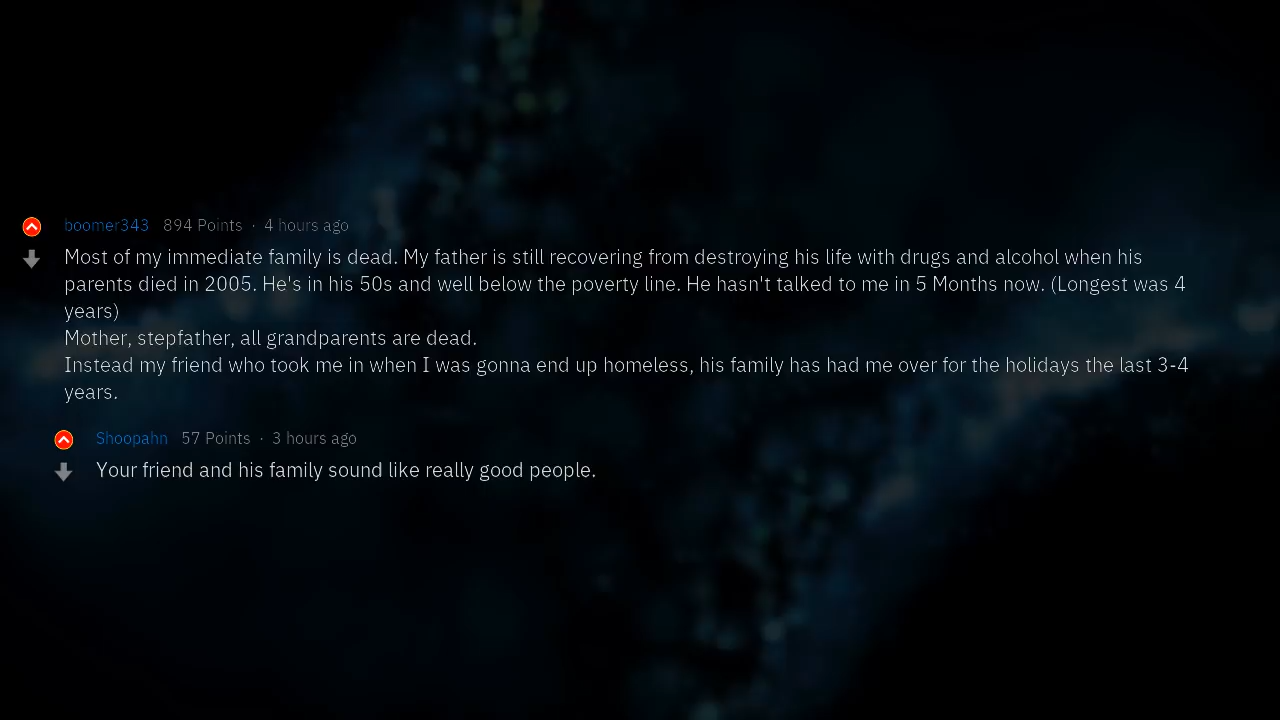 boomer343 894 Points · 4 hours ago
Most of my immediate family is dead. My father is still recovering from destroying his life with drugs and alcohol when his
parents died in 2005. He's in his 50s and well below the poverty line. He hasn't talked to me in 5 Months now. (Longest was 4
years)
Mother, stepfather, all grandparents are dead.
Instead my friend who took me in when I was gonna end up homeless, his family has had me over for the holidays the last 3-4
years.
Shoopahn 57 Points · 3 hours ago
Your friend and his family sound like really good people.